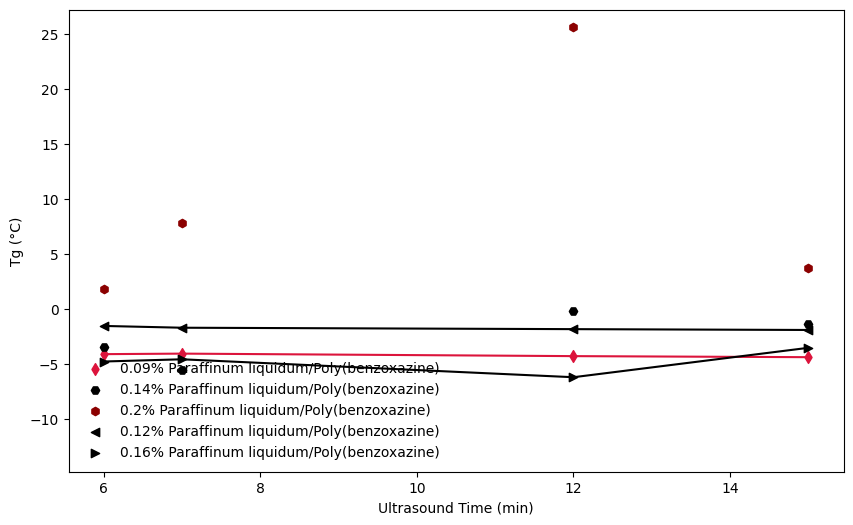 25
20
15
10
5
0
−5
−10
Tg (°C)
0.09% Paraffinum liquidum/Poly(benzoxazine)
0.14% Paraffinum liquidum/Poly(benzoxazine)
0.2% Paraffinum liquidum/Poly(benzoxazine)
0.12% Paraffinum liquidum/Poly(benzoxazine)
0.16% Paraffinum liquidum/Poly(benzoxazine)
6 8 10 12 14
Ultrasound Time (min)